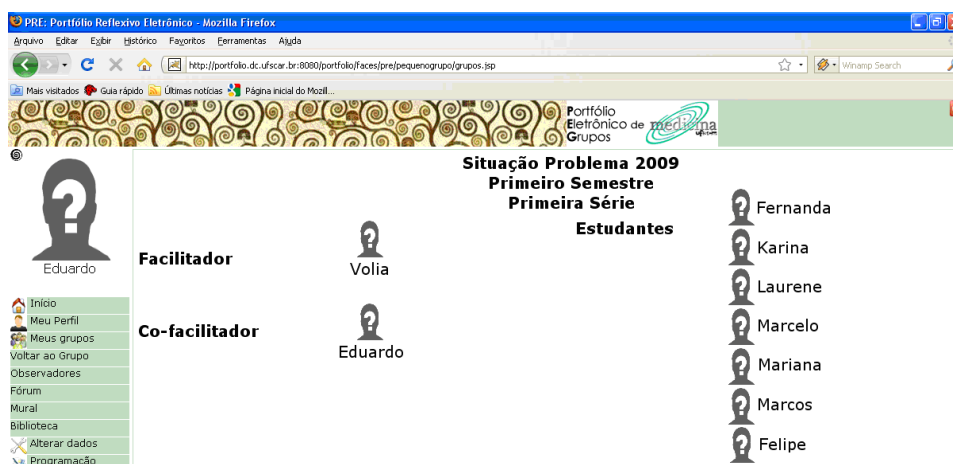 PRE: Portfólio Reflexivo Eletrônico - Mozilla Firefox
Arquivo Editar Exibir Histórico Favoritos Ferramentas Ajuda
http://portfolio.dc.ufscar.br:8080/portfolio/faces/pre/pequenogrupo/grupos.jsp
Winamp Search
Mais visitados Guia rápido Últimas notícias Página inicial do Mozill...
Portfólio
Eletrônico de medicina
Grupos
Situação Problema 2009
Primeiro Semestre
Primeira Série
Estudantes
Eduardo
Início
Meu Perfil
Meus grupos
Voltar ao Grupo
Observadores
Fórum
Mural
Biblioteca
Alterar dados
Programação
Facilitador
Volia
Co-facilitador
Eduardo
Fernanda
Karina
Laurene
Marcelo
Mariana
Marcos
Felipe